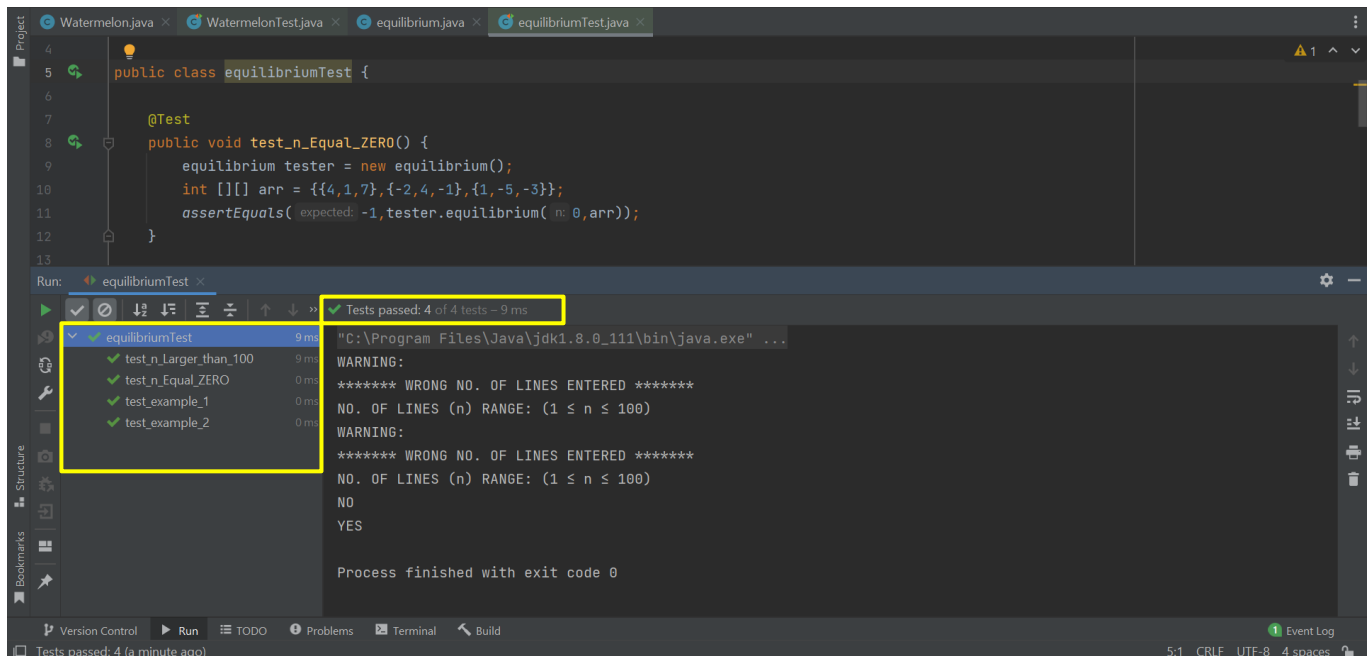 Project
Watermelon.java
WatermelonTest.java
equilibrium.java
equilibriumTest.java
4
1
5 public class equilibriumTest {
6
7 @Test
8 public void test_n_Equal_ZERO() {
9 equilibrium tester = new equilibrium();
10 int [][] arr = {{4,1,7},{-2,4,-1},{1,-5,-3}};
11 assertEquals( expected: -1,tester.equilibrium( n: 0,arr));
12 }
13
Run: equilibriumTest
Tests passed: 4 of 4 tests – 9 ms
equilibriumTest 9 ms
test_n_Larger_than_100 9 ms
test_n_Equal_ZERO 0 ms
test_example_1 0 ms
test_example_2 0 ms
"C:\Program Files\Java\jdk1.8.0_111\bin\java.exe" ...
WARNING:
******* WRONG NO. OF LINES ENTERED *******
NO. OF LINES (n) RANGE: (1 ≤ n ≤ 100)
WARNING:
******* WRONG NO. OF LINES ENTERED *******
NO. OF LINES (n) RANGE: (1 ≤ n ≤ 100)
NO
YES
Process finished with exit code 0
Structure
Bookmarks
Version Control Run TODO Problems Terminal Build 1 Event Log
Tests passed: 4 (a minute ago) 5:1 CRLF UTF-8 4 spaces